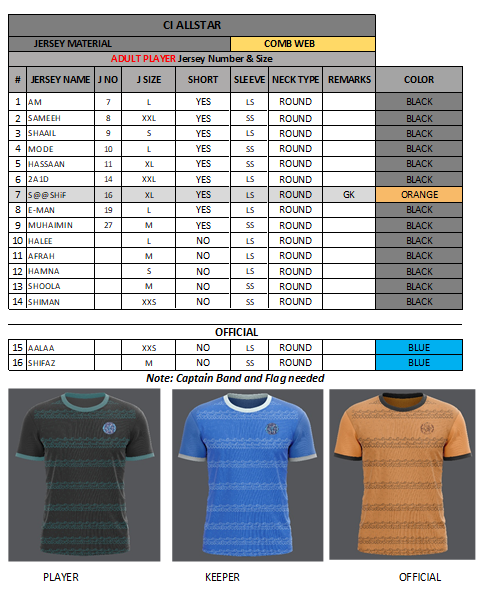 CI ALLSTAR
JERSEY MATERIAL COMB WEB
ADULT PLAYER Jersey Number & Size
# JERSEY NAME J NO J SIZE SHORT SLEEVE NECK TYPE REMARKS COLOR
1 AM 7 L YES LS ROUND BLACK
2 SAMEEH 8 XXL YES SS ROUND BLACK
3 SHAAIL 9 S YES LS ROUND BLACK
4 MODE 10 L YES SS ROUND BLACK
5 HASSAAN 11 XL YES SS ROUND BLACK
6 2A1D 14 XXL YES SS ROUND BLACK
7 S@@SHiF 16 XL YES LS ROUND GK ORANGE
8 E-MAN 19 L YES LS ROUND BLACK
9 MUHAIMIN 27 M YES SS ROUND BLACK
10 HALEE L NO LS ROUND BLACK
11 AFRAH M NO SS ROUND BLACK
12 HAMNA S NO LS ROUND BLACK
13 SHOOLA M NO SS ROUND BLACK
14 SHIMAN XXS NO SS ROUND BLACK
OFFICIAL
15 AALAA XXS NO LS ROUND BLUE
16 SHIFAZ M NO SS ROUND BLUE
Note: Captain Band and Flag needed
PLAYER KEEPER OFFICIAL